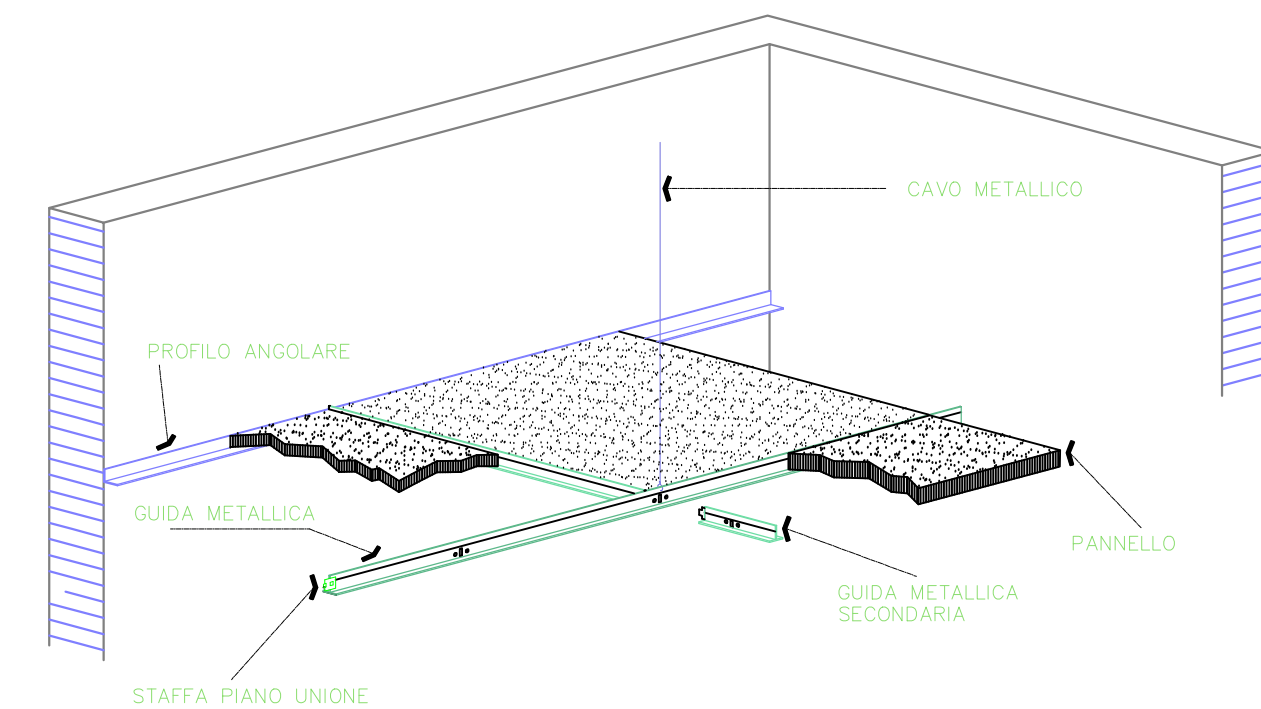 CAVO METALLICO
PROFILO ANGOLARE
GUIDA METALLICA
PANNELLO
GUIDA METALLICA
SECONDARIA
STAFFA PIANO UNIONE